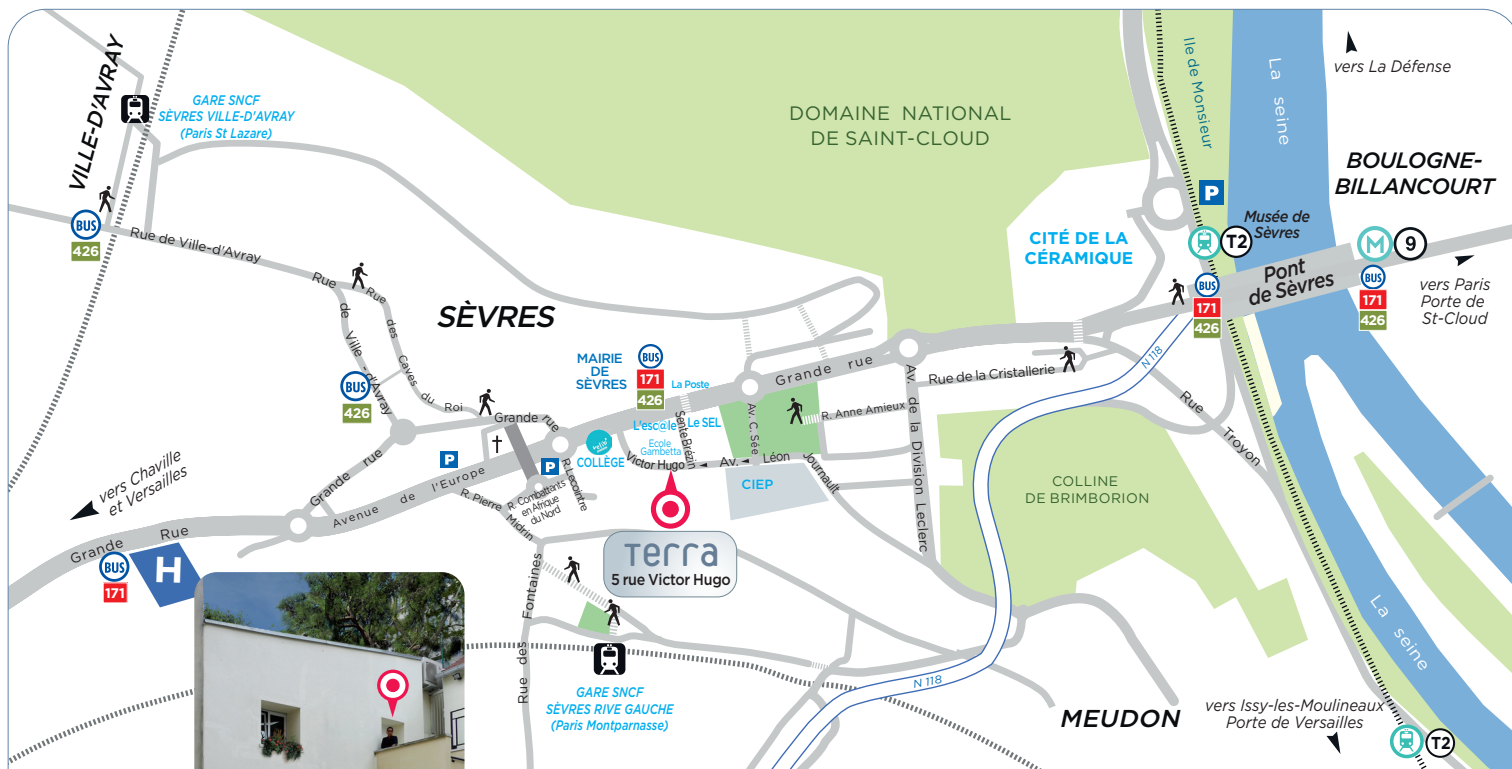 VILLE-D'AVRAY
GARE SNCF
SÈVRES VILLE-D'AVRAY
(Paris St Lazare)
BUS
426
Rue de Ville-d'Avray
Rue de Ville-d'Avray
Rue des Caves du Roi
BUS
426
SÈVRES
DOMAINE NATIONAL
DE SAINT-CLOUD
Ile de Monsieur
La seine
vers La Défense
BOULOGNE-
BILLANCOURT
P
Musée de
Sèvres
T2
M
9
CITÉ DE LA
CÉRAMIQUE
Pont
de Sèvres
BUS
171
426
BUS
171
426
vers Paris
Porte de
St-Cloud
N 118
MAIRIE
DE
SÈVRES
BUS
171
426
La Poste
Grande rue
Rue de la Cristallerie
Rue Troyon
L'esc@le
Le SEL
Sente Brézin
Av. C. Sée
R. Anne Amieux
Av. de la Division Leclerc
Ecole
Gambetta
COLLÈGE
Victor Hugo
Av. Léon Journault
CIEP
Grande rue
Grande rue
P
P
vers Chaville
et Versailles
Avenue de l'Europe
R. Lecointre
R. Combattants
en Afrique
du Nord
R. Pierre Midrin
Grande Rue
BUS
171
H
COLLINE
DE BRIMBORION
Terra
5 rue Victor Hugo
Rue des Fontaines
GARE SNCF
SÈVRES RIVE GAUCHE
(Paris Montparnasse)
N 118
MEUDON
La seine
vers Issy-les-Moulineaux
Porte de Versailles
T2